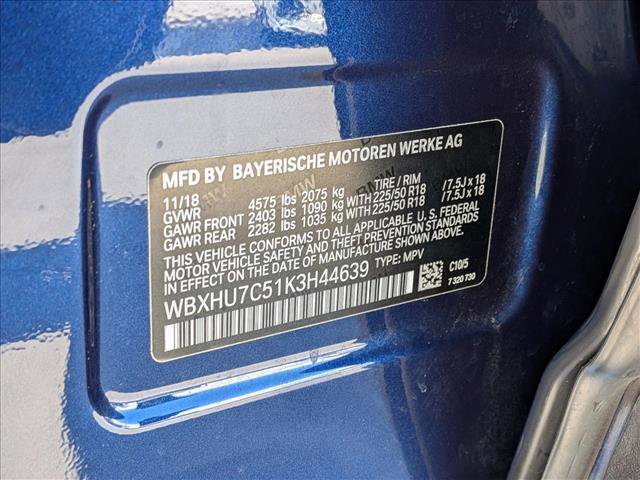 MFD BY BAYERISCHE MOTOREN WERKE AG
11/18 4575 lbs 2075 kg TIRE / RIM
GVWR
GAWR FRONT 2403 lbs 1090 kg WITH 225/50 R18 /7.5J x 18
GAWR REAR 2282 lbs 1035 kg WITH 225/50 R18 /7.5J x 18
THIS VEHICLE CONFORMS TO ALL APPLICABLE U. S. FEDERAL
MOTOR VEHICLE SAFETY AND THEFT PREVENTION STANDARDS
IN EFFECT ON THE DATE OF MANUFACTURE SHOWN ABOVE.
WBXHU7C51K3H44639 TYPE: MPV
C10/5
7 320 730
BMW